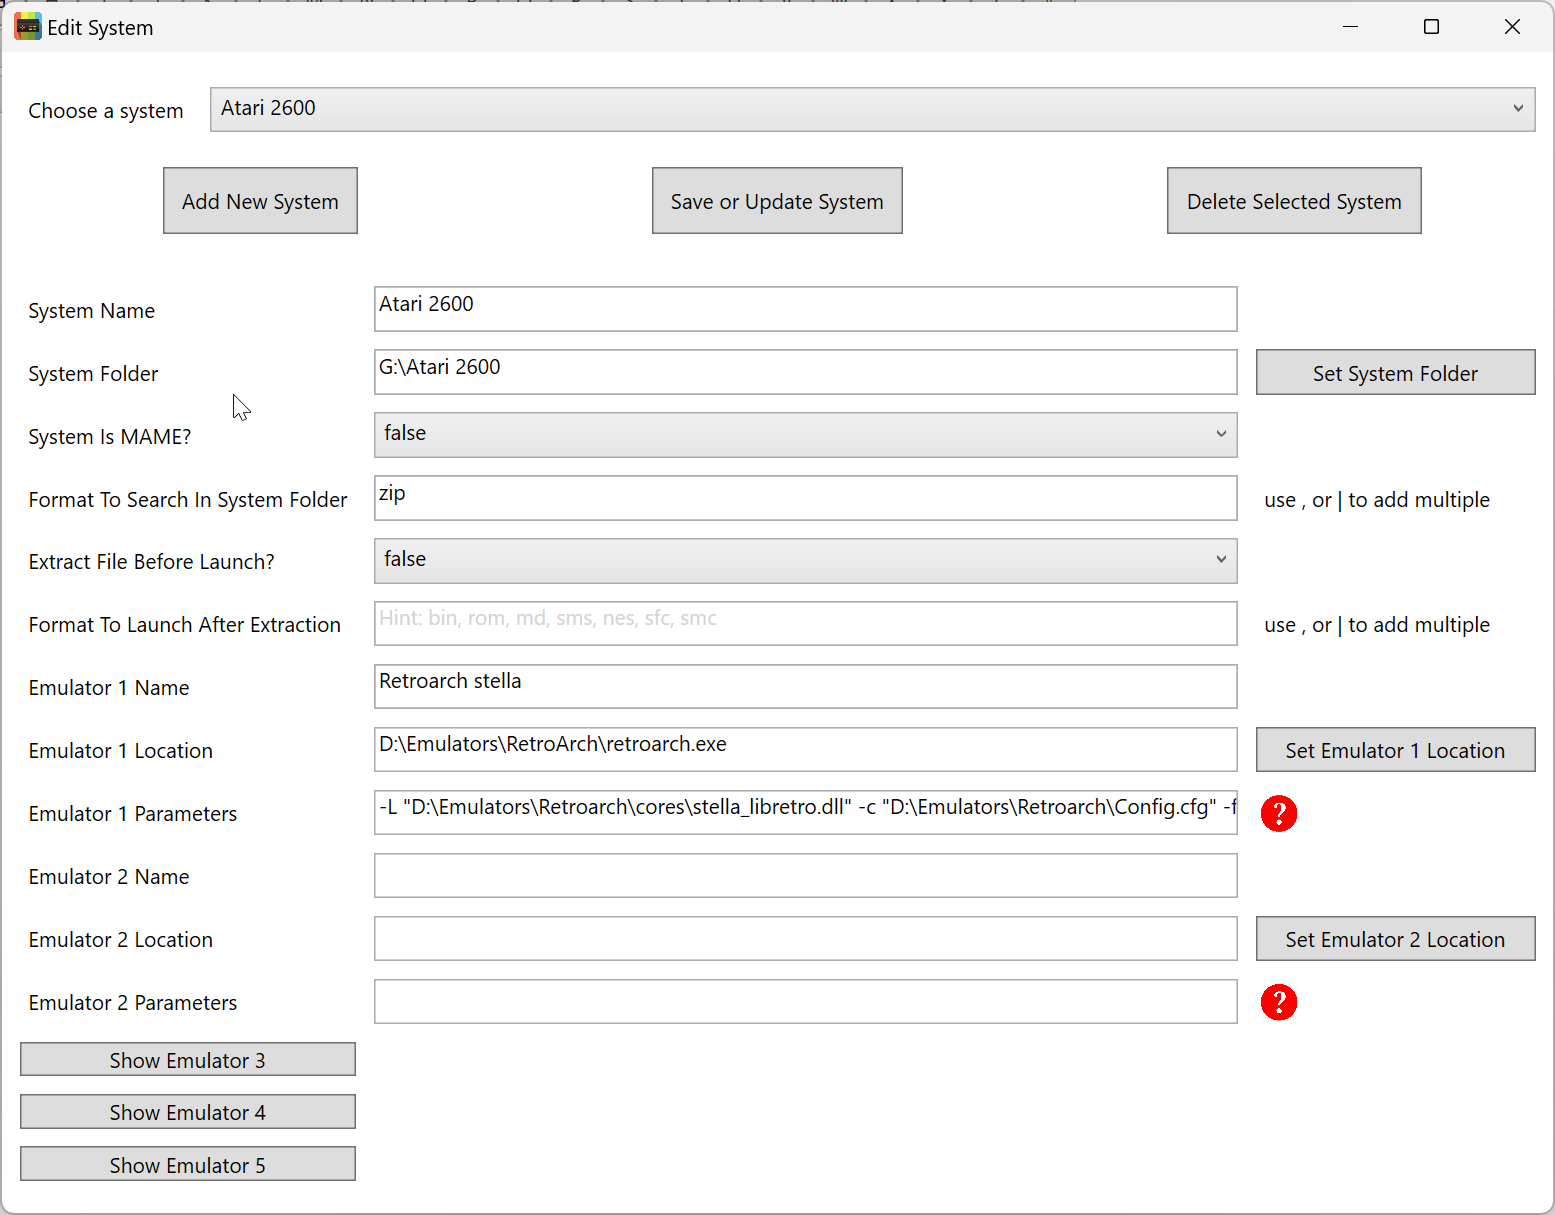 Edit System
Choose a system Atari 2600
Add New System Save or Update System Delete Selected System
System Name Atari 2600
System Folder G:\Atari 2600 Set System Folder
System Is MAME? false
Format To Search In System Folder zip use , or | to add multiple
Extract File Before Launch? false
Format To Launch After Extraction Hint: bin, rom, md, sms, nes, sfc, smc use , or | to add multiple
Emulator 1 Name Retroarch stella
Emulator 1 Location D:\Emulators\RetroArch\retroarch.exe Set Emulator 1 Location
Emulator 1 Parameters -L "D:\Emulators\Retroarch\cores\stella_libretro.dll" -c "D:\Emulators\Retroarch\Config.cfg" -f ?
Emulator 2 Name
Emulator 2 Location Set Emulator 2 Location
Emulator 2 Parameters ?
Show Emulator 3
Show Emulator 4
Show Emulator 5